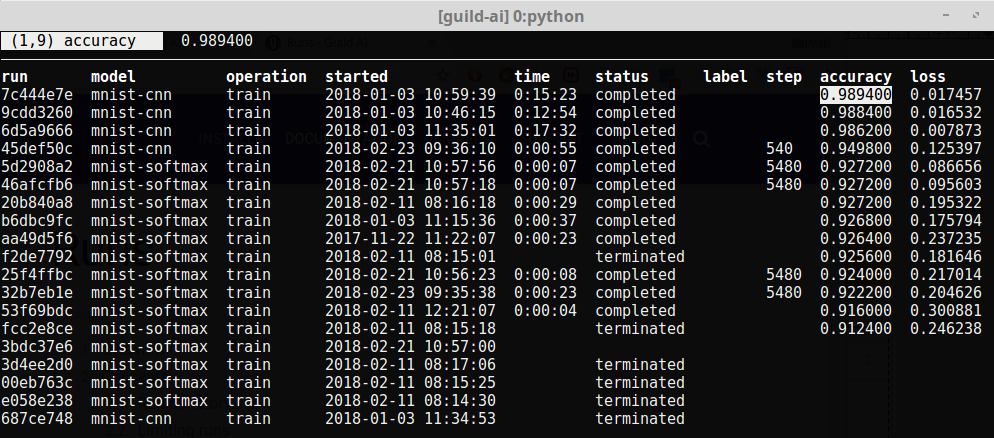 [guild-ai] 0:python
(1,9) accuracy 0.989400
run model operation started time status label step accuracy loss
7c444e7e mnist-cnn train 2018-01-03 10:59:39 0:15:23 completed 0.989400 0.017457
9cdd3260 mnist-cnn train 2018-01-03 10:46:15 0:12:54 completed 0.988400 0.016532
6d5a9666 mnist-cnn train 2018-01-03 11:35:01 0:17:32 completed 0.986200 0.007873
45def50c mnist-cnn train 2018-02-23 09:36:10 0:00:55 completed 540 0.949800 0.125397
5d2908a2 mnist-softmax train 2018-02-21 10:57:56 0:00:07 completed 5480 0.927200 0.086656
46afcfb6 mnist-softmax train 2018-02-21 10:57:18 0:00:07 completed 5480 0.927200 0.095603
20b840a8 mnist-softmax train 2018-02-11 08:16:18 0:00:29 completed 0.927200 0.195322
b6dbc9fc mnist-softmax train 2018-01-03 11:15:36 0:00:37 completed 0.926800 0.175794
aa49d5f6 mnist-softmax train 2017-11-22 11:22:07 0:00:23 completed 0.926400 0.237235
f2de7792 mnist-softmax train 2018-02-11 08:15:01 terminated 0.925600 0.181646
25f4ffbc mnist-softmax train 2018-02-21 10:56:23 0:00:08 completed 5480 0.924000 0.217014
32b7eb1e mnist-softmax train 2018-02-23 09:35:38 0:00:23 completed 5480 0.922200 0.204626
53f69bdc mnist-softmax train 2018-02-11 12:21:07 0:00:04 completed 0.916000 0.300881
fcc2e8ce mnist-softmax train 2018-02-11 08:15:18 terminated 0.912400 0.246238
3bdc37e6 mnist-softmax train 2018-02-21 10:57:00
3d4ee2d0 mnist-softmax train 2018-02-11 08:17:06 terminated
00eb763c mnist-softmax train 2018-02-11 08:15:25 terminated
e058e238 mnist-softmax train 2018-02-11 08:14:30 terminated
687ce748 mnist-cnn train 2018-01-03 11:34:53 terminated